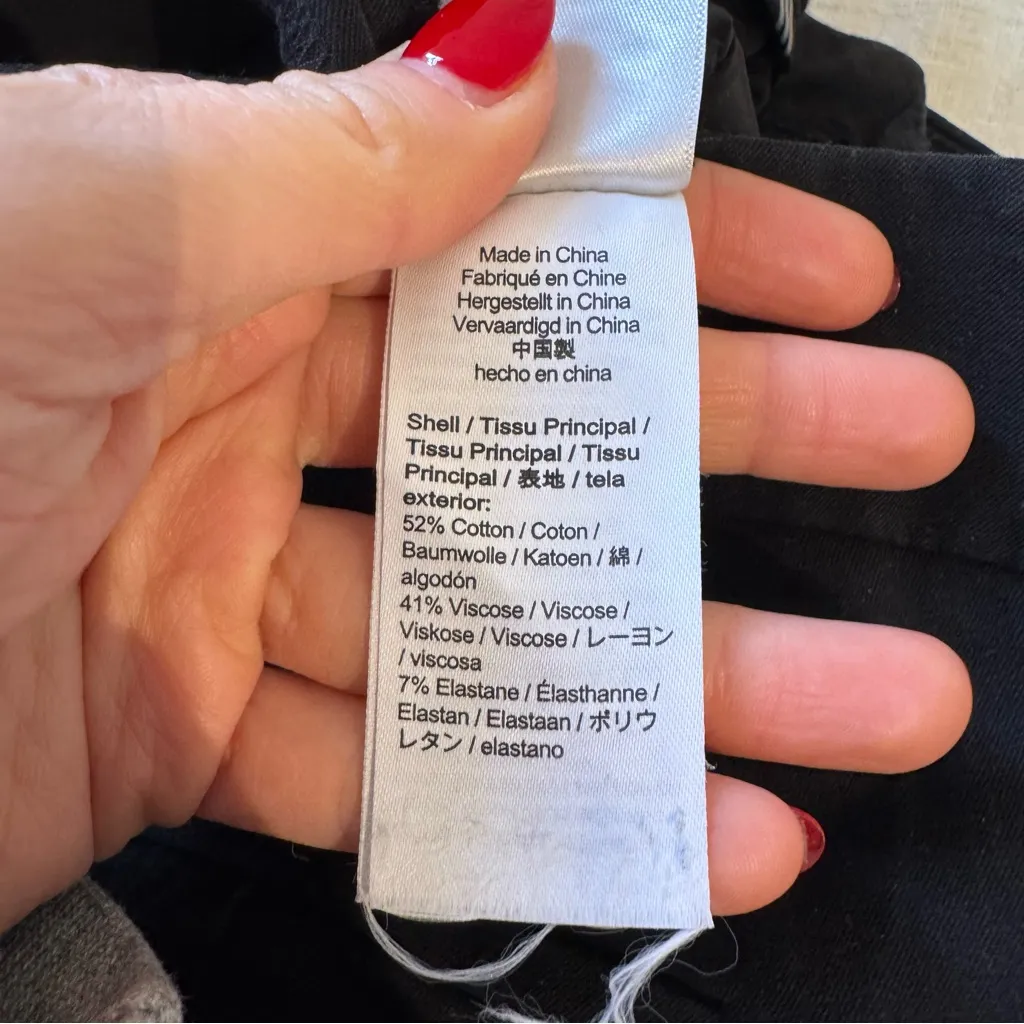 Made in China
Fabriqué en Chine
Hergestellt in China
Vervaardigd in China
中国製
hecho en china
Shell / Tissu Principal /
Tissu Principal / Tissu
Principal / 表地 / tela
exterior:
52% Cotton / Coton /
Baumwolle / Katoen / 綿 /
algodón
41% Viscose / Viscose /
Viskose / Viscose / レーヨン
/ viscosa
7% Elastane / Élasthanne /
Elastan / Elastaan / ポリウ
レタン / elastano